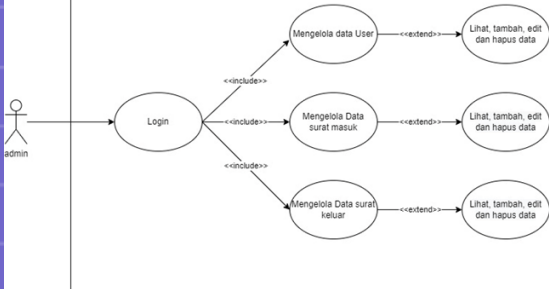 Mengelola data User
<<extend>>
Lihat, tambah, edit
dan hapus data
<<include>>
admin
Login
<<include>>
Mengelola Data
surat masuk
<<extend>>
Lihat, tambah, edit
dan hapus data
<<include>>
Mengelola Data surat
keluar
<<extend>>
Lihat, tambah, edit
dan hapus data